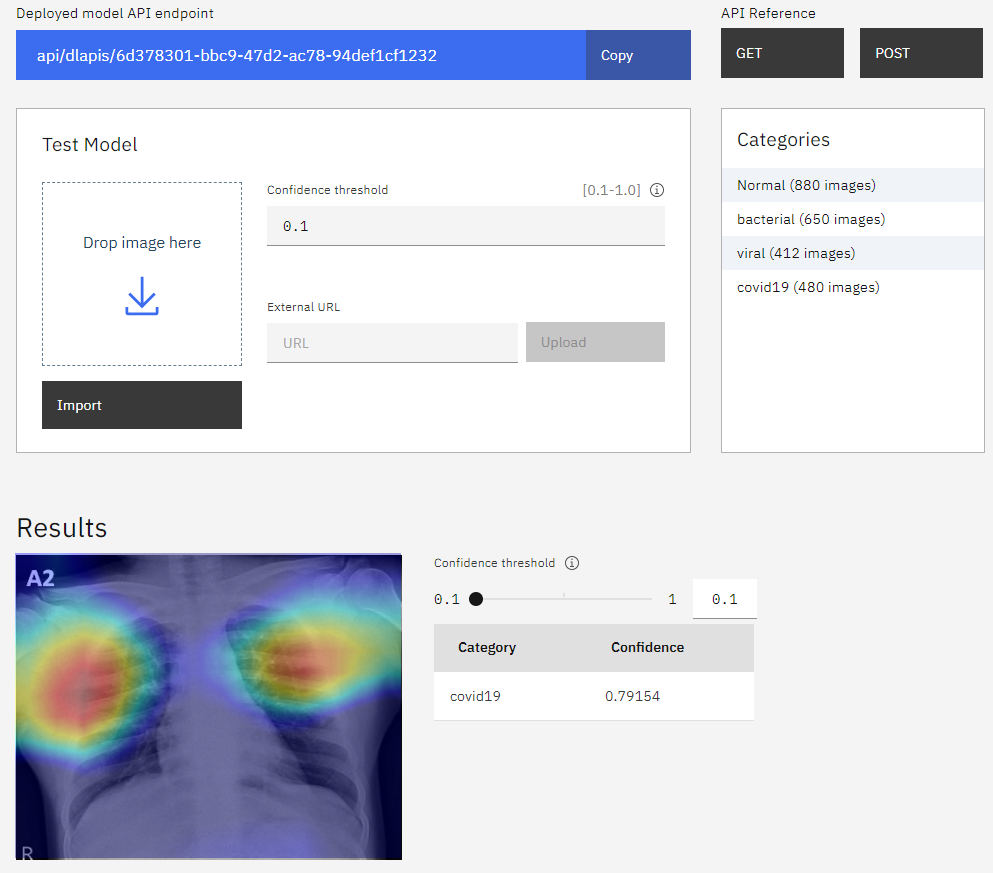 Deployed model API endpoint
api/dlapis/6d378301-bbc9-47d2-ac78-94def1cf1232
Copy
API Reference
GET
POST
Test Model
Drop image here
Import
Confidence threshold
[0.1-1.0]
0.1
External URL
URL
Upload
Categories
Normal (880 images)
bacterial (650 images)
viral (412 images)
covid19 (480 images)
Results
A2
R
Confidence threshold
0.1
1
0.1
Category Confidence
covid19 0.79154